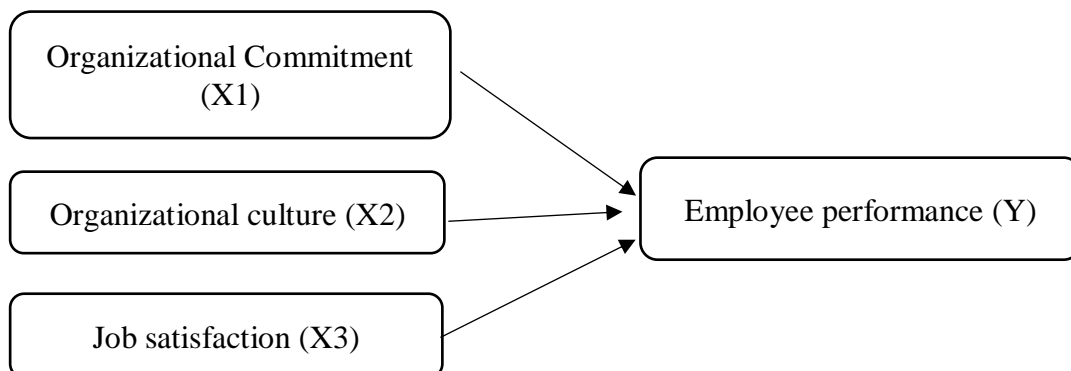 Organizational Commitment
(X1)
Organizational culture (X2)
Employee performance (Y)
Job satisfaction (X3)